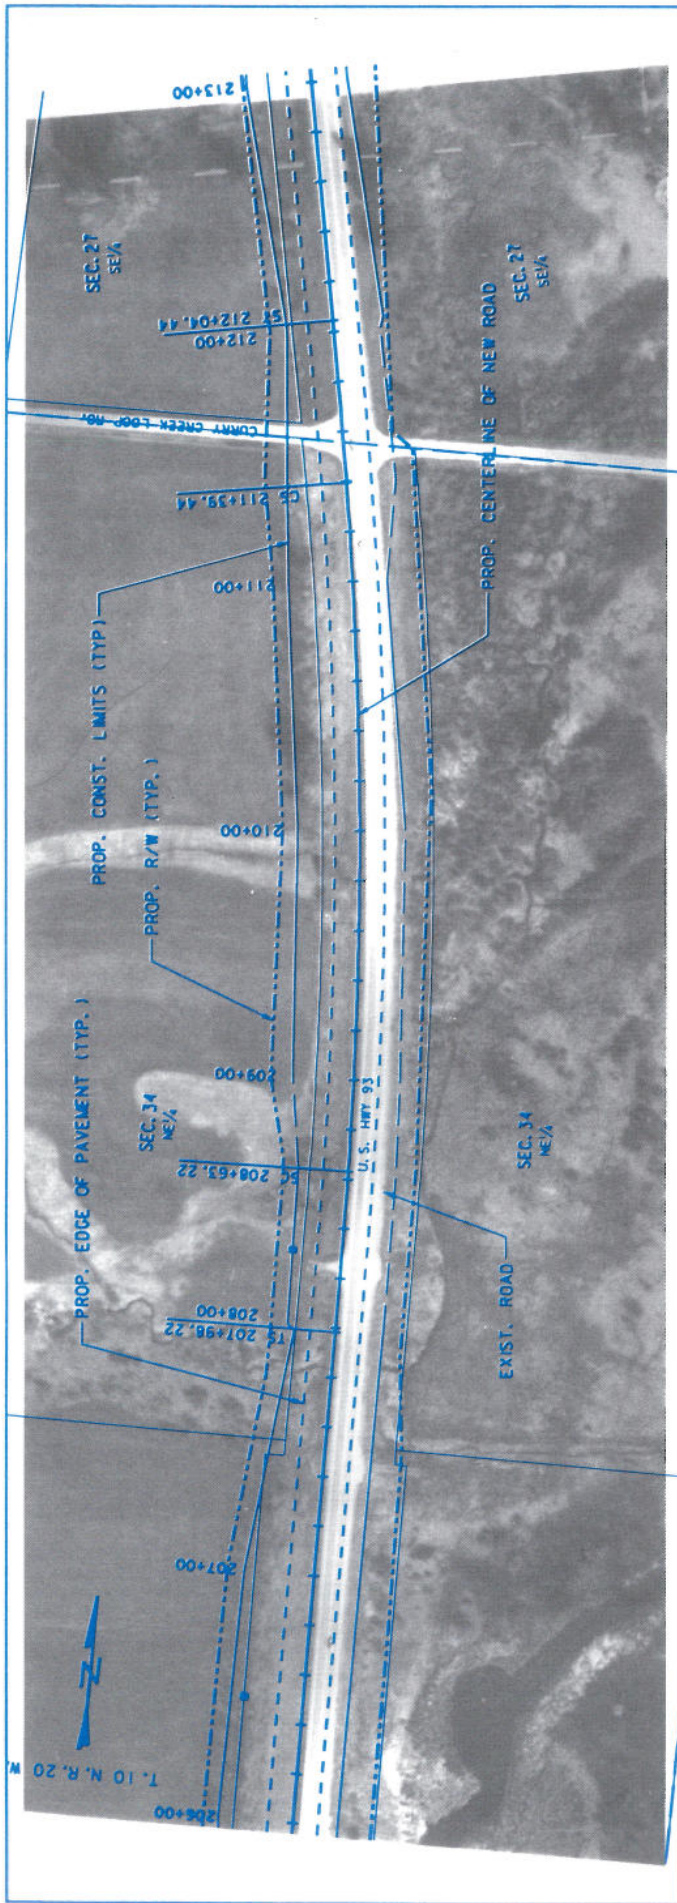 213+00
SEC. 27
SE¼
212+04.44
SC
212+00
CURRY CREEK LOOP RD.
SEC. 27
SE¼
CS
211+39.44
211+00
PROP. CENTERLINE OF NEW ROAD
PROP. CONST. LIMITS (TYP)
PROP. R/W (TYP.)
210+00
209+00
PROP. EDGE OF PAVEMENT (TYP.)
SEC. 34
NE¼
208+63.22
SC
U.S. HWY 93
SEC. 34
NE¼
208+00
207+98.22
TS
EXIST. ROAD
207+00
N
T. 10 N. R. 20 W.
206+00